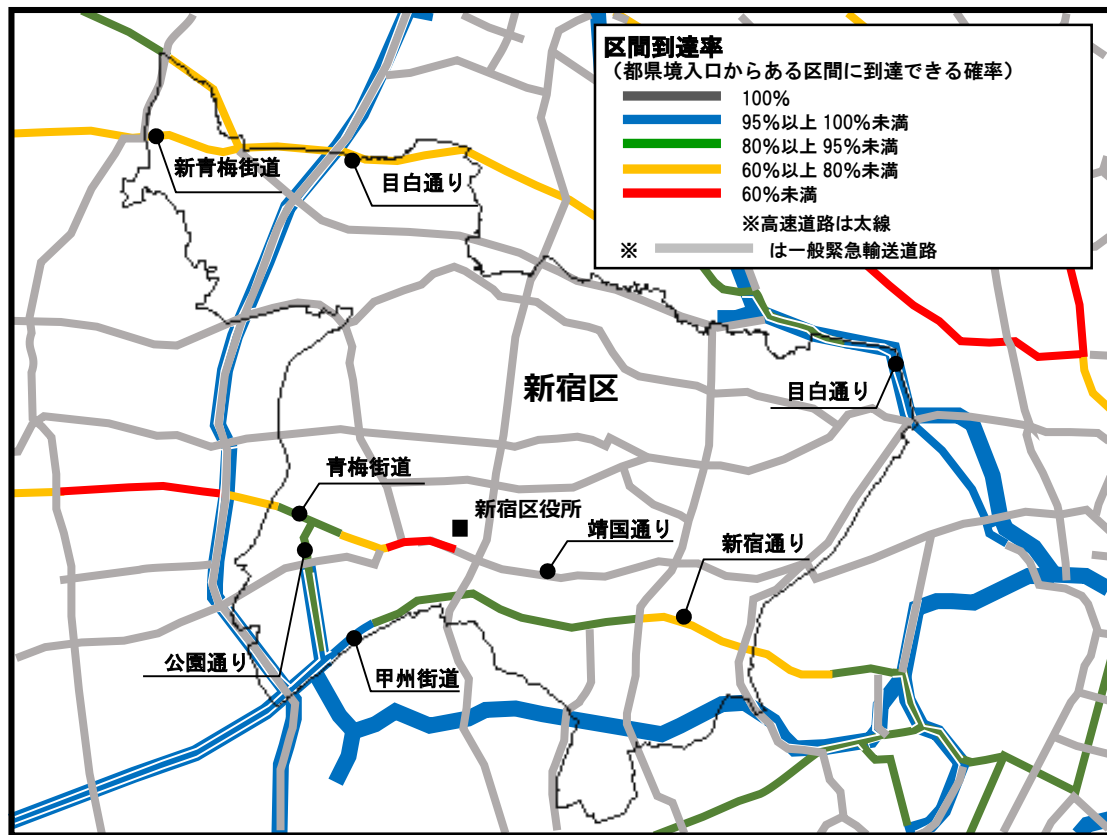 区間到達率
(都県境入口からある区間に到達できる確率)
100%
95%以上 100%未満
80%以上 95%未満
60%以上 80%未満
60%未満
※高速道路は太線
※ は一般緊急輸送道路
新青梅街道
目白通り
新宿区
目白通り
青梅街道
新宿区役所
靖国通り
新宿通り
公園通り
甲州街道